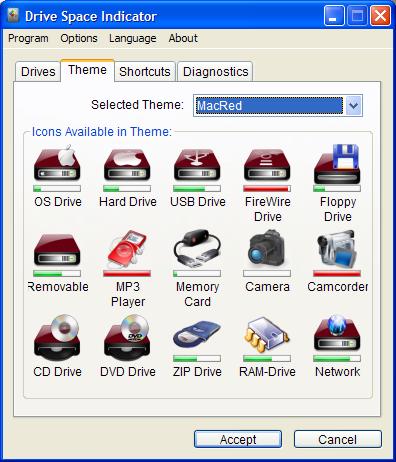 Drive Space Indicator
Program Options Language About
Drives Theme Shortcuts Diagnostics
Selected Theme: MacRed
Icons Available in Theme:
OS Drive Hard Drive USB Drive FireWire Drive Floppy Drive
Removable MP3 Player Memory Card Camera Camcorder
CD Drive DVD Drive ZIP Drive RAM-Drive Network
Accept Cancel